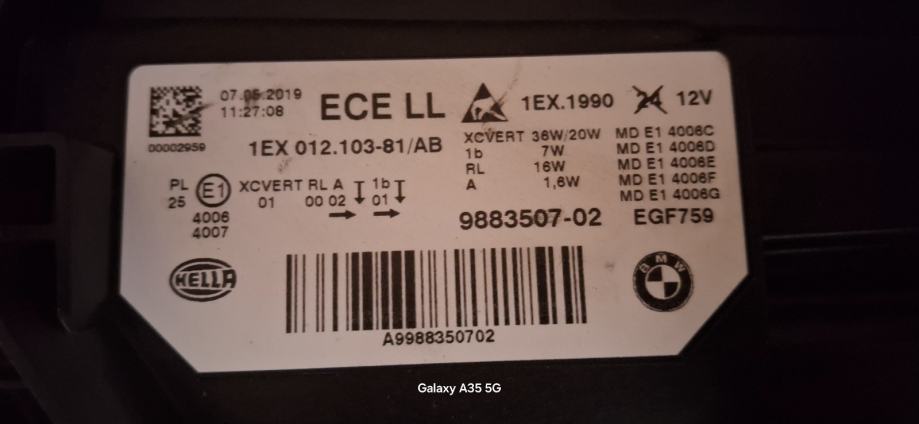 07.05.2019
11:27:08
ECE LL
1EX.1990
24 12V
00002959
1EX 012.103-81/AB
XCVERT 36W/20W
1b 7W
RL 16W
A 1,6W
MD E1 4006C
MD E1 4006D
MD E1 4006E
MD E1 4006F
MD E1 4006G
PL
25
E1
4006
4007
XCVERT RL A 1b
01 00 02 01
9883507-02
EGF759
HELLA
BMW
A9988350702
Galaxy A35 5G